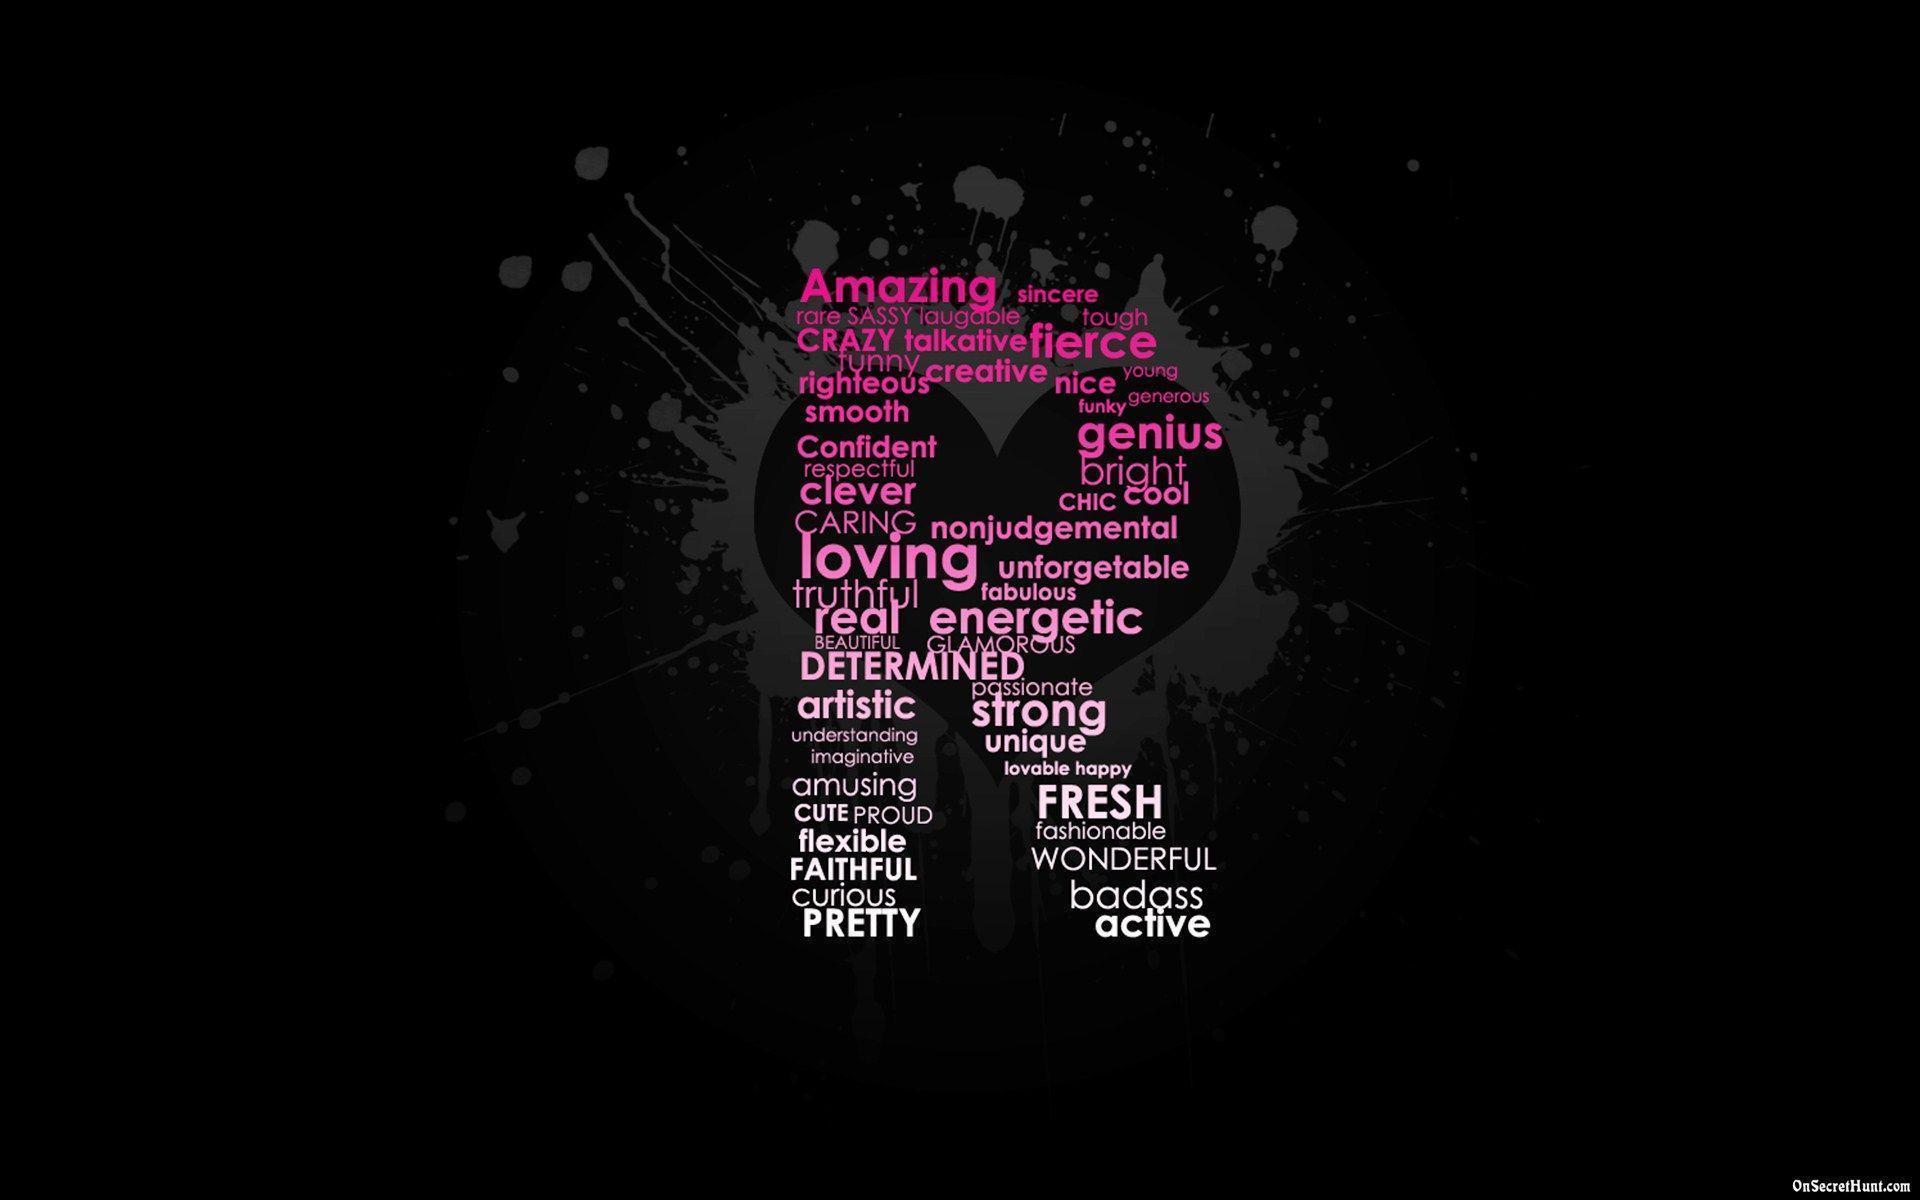 Amazing sincere
rare SASSY laugable tough
CRAZY talkative fierce
funny creative nice young
righteous funky generous
smooth genius
Confident bright
respectful
clever CHIC cool
CARING nonjudgemental
loving unforgetable
truthful fabulous
real energetic
BEAUTIFUL GLAMOROUS
DETERMINED
passionate
artistic strong
understanding unique
imaginative lovable happy
amusing FRESH
CUTE PROUD fashionable
flexible WONDERFUL
FAITHFUL
curious badass
PRETTY active
OnSecretHunt.com